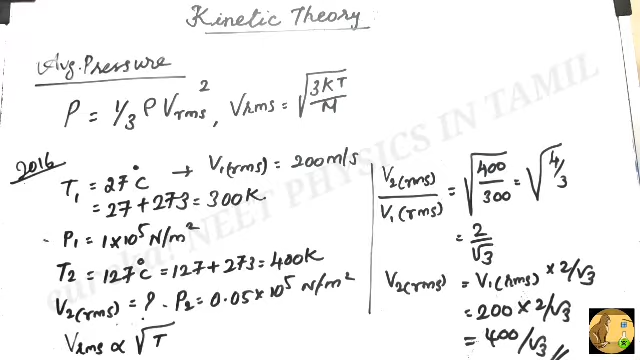 Kinetic Theory
Avg. Pressure
P = 1/3 ρ Vrms², Vrms = √(3KT/M)
2016
T₁ = 27°C → V₁(rms) = 200 m/s
= 27 + 273 = 300K
P₁ = 1×10⁵ N/m²
T₂ = 127°C = 127 + 273 = 400K
V₂(rms) = ? P₂ = 0.05×10⁵ N/m²
Vrms ∝ √T
V₂(rms)/V₁(rms) = √(400/300) = √(4/3)
= 2/√3
V₂(rms) = V₁(rms) × 2/√3
= 200 × 2/√3
= 400/√3 //
eureka: NEET PHYSICS IN TAMIL